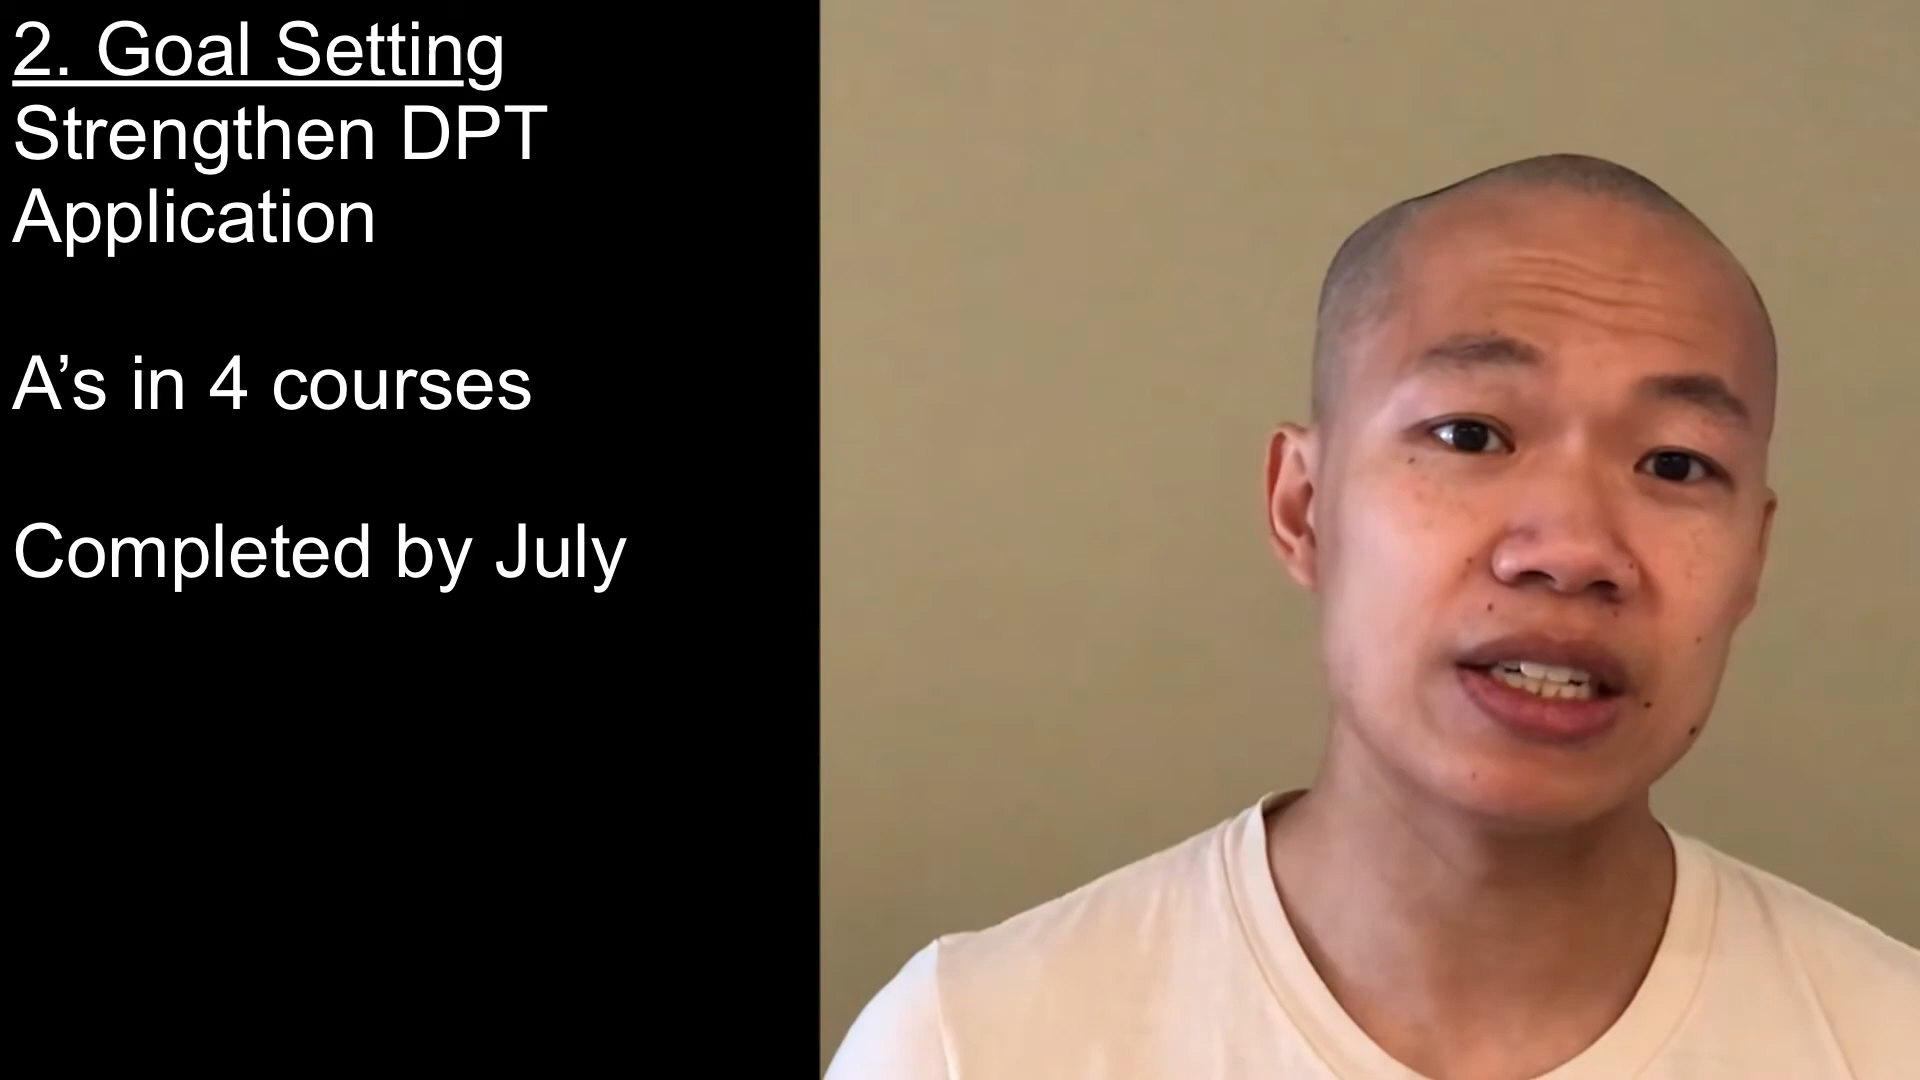 2. Goal Setting
Strengthen DPT
Application
A’s in 4 courses
Completed by July